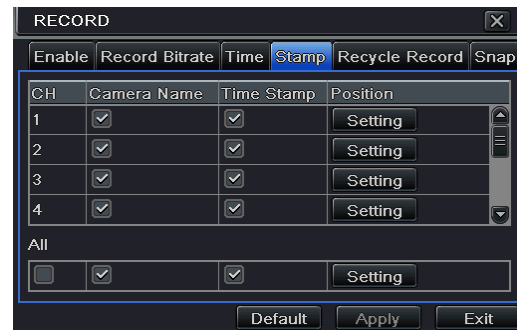 RECORD
Enable Record Bitrate Time Stamp Recycle Record Snap
CH Camera Name Time Stamp Position
1 Setting
2 Setting
3 Setting
4 Setting
All
Setting
Default Apply Exit